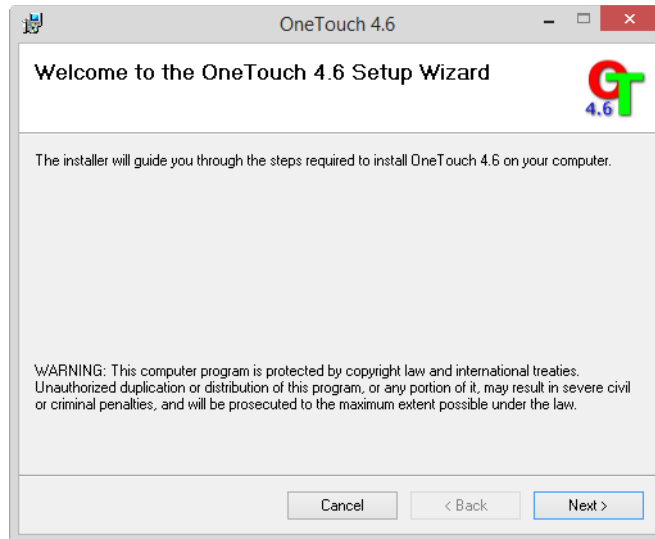 OneTouch 4.6
Welcome to the OneTouch 4.6 Setup Wizard
OT
4.6
The installer will guide you through the steps required to install OneTouch 4.6 on your computer.
WARNING: This computer program is protected by copyright law and international treaties.
Unauthorized duplication or distribution of this program, or any portion of it, may result in severe civil
or criminal penalties, and will be prosecuted to the maximum extent possible under the law.
Cancel < Back Next >